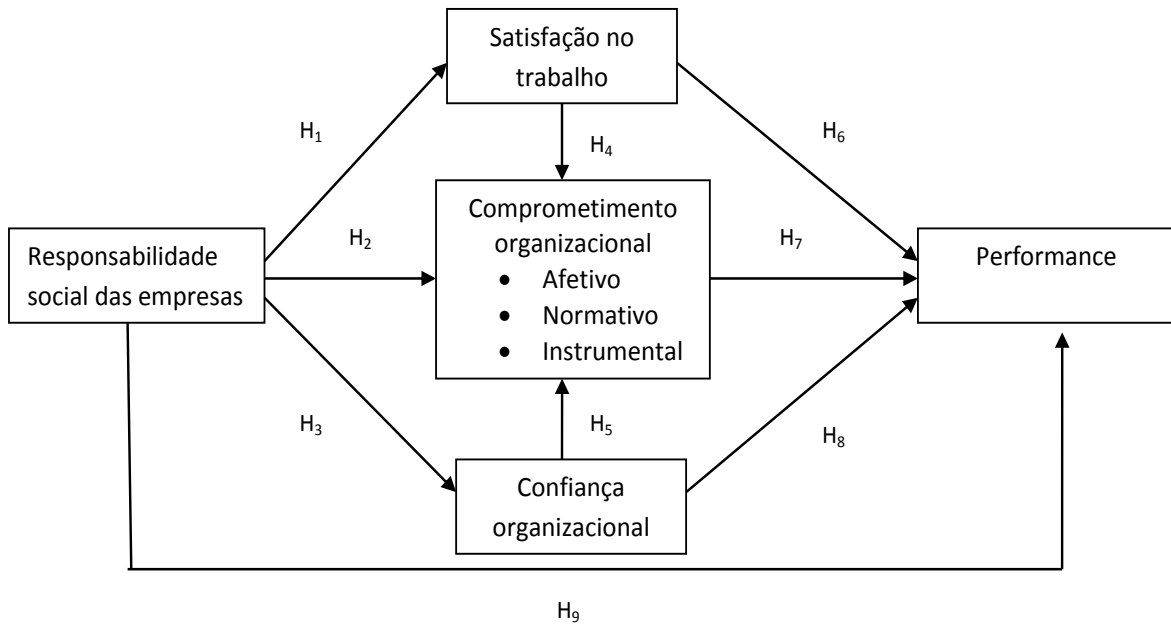 Satisfação no
trabalho
H₁
H₄
H₆
Comprometimento
organizacional
• Afetivo
• Normativo
• Instrumental
H₂
H₇
Responsabilidade
social das empresas
Performance
H₃
H₅
H₈
Confiança
organizacional
H₉